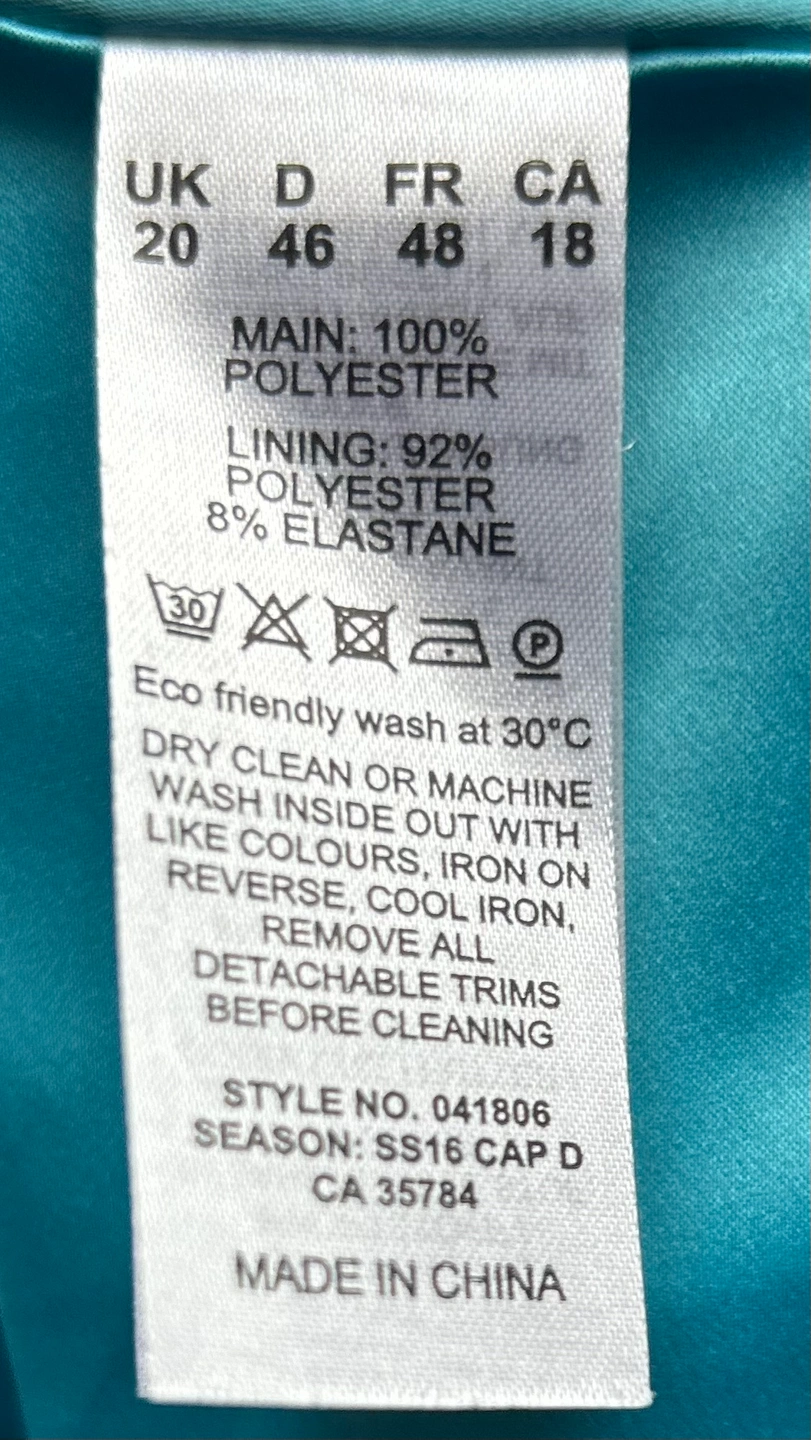 UK D FR CA
20 46 48 18
MAIN: 100%
POLYESTER
LINING: 92%
POLYESTER
8% ELASTANE
30 P
Eco friendly wash at 30°C
DRY CLEAN OR MACHINE
WASH INSIDE OUT WITH
LIKE COLOURS, IRON ON
REVERSE, COOL IRON,
REMOVE ALL
DETACHABLE TRIMS
BEFORE CLEANING
STYLE NO. 041806
SEASON: SS16 CAP D
CA 35784
MADE IN CHINA